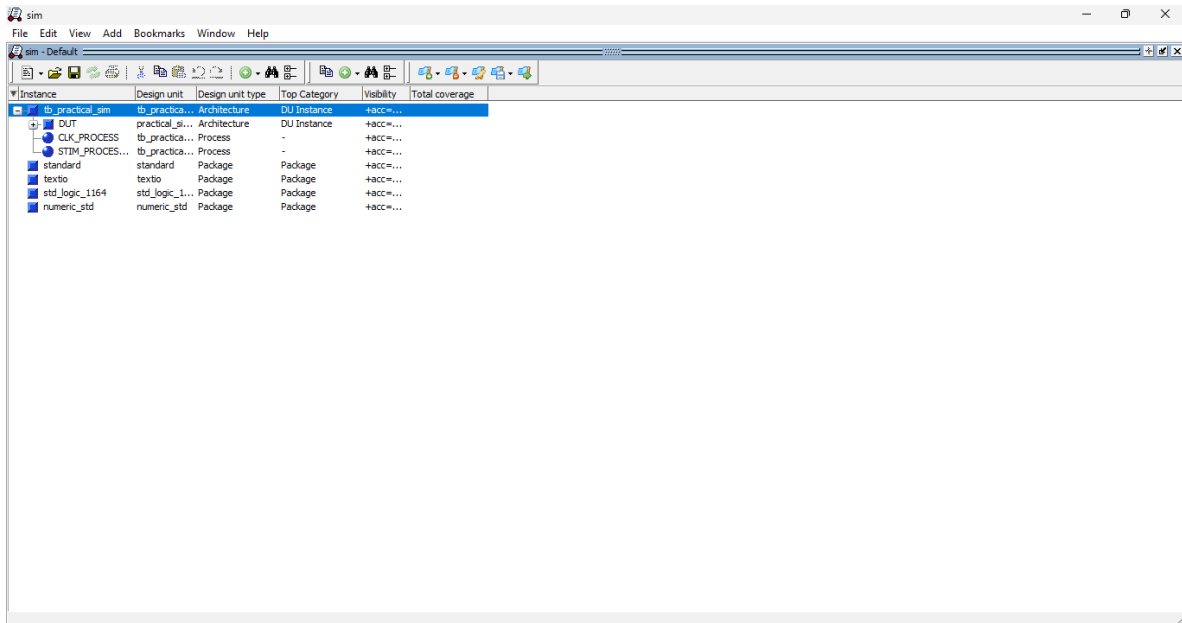 sim
File Edit View Add Bookmarks Window Help
sim - Default
Instance Design unit Design unit type Top Category Visibility Total coverage
tb_practical_sim tb_practica... Architecture DU Instance +acc=...
DUT practical_si... Architecture DU Instance +acc=...
CLK_PROCESS tb_practica... Process - +acc=...
STIM_PROCES... tb_practica... Process - +acc=...
standard standard Package Package +acc=...
textio textio Package Package +acc=...
std_logic_1164 std_logic_1... Package Package +acc=...
numeric_std numeric_std Package Package +acc=...